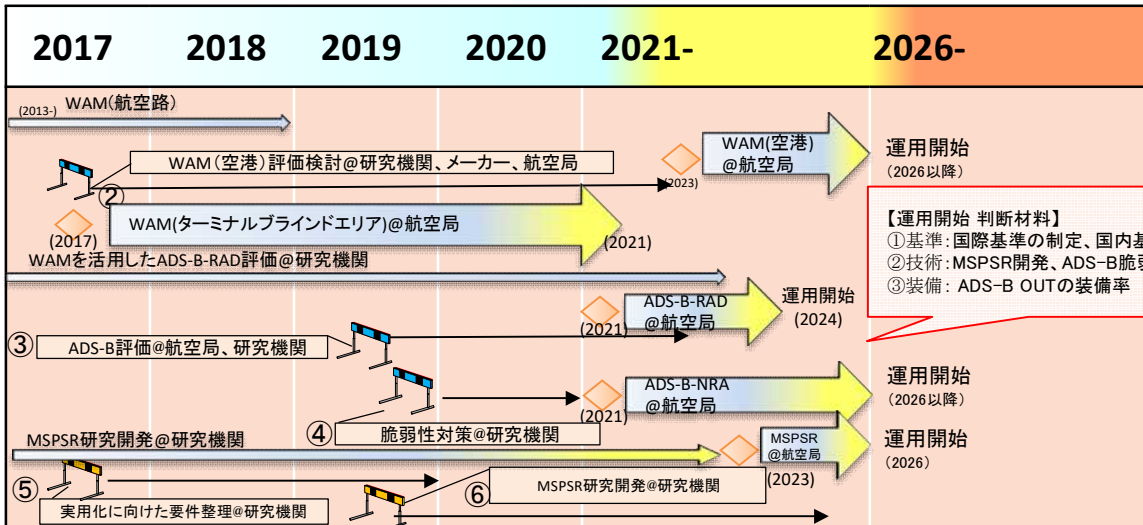 2017 2018 2019 2020 2021- 2026-
(2013-) WAM(航空路)
WAM(空港)
@航空局
運用開始
(2026以降)
WAM(空港)評価検討@研究機関、メーカー、航空局
(2023)
②
WAM(ターミナルブラインドエリア)@航空局
(2017)
(2021)
【運用開始 判断材料】
①基準:国際基準の制定、国内基
②技術:MSPSR開発、ADS-B脆弱
③装備: ADS-B OUTの装備率
WAMを活用したADS-B-RAD評価@研究機関
ADS-B-RAD
@航空局
(2021)
運用開始
(2024)
③ ADS-B評価@航空局、研究機関
ADS-B-NRA
@航空局
(2021)
運用開始
(2026以降)
④ 脆弱性対策@研究機関
MSPSR研究開発@研究機関
MSPSR
@航空局
(2023)
運用開始
(2026)
⑤
実用化に向けた要件整理@研究機関
⑥ MSPSR研究開発@研究機関